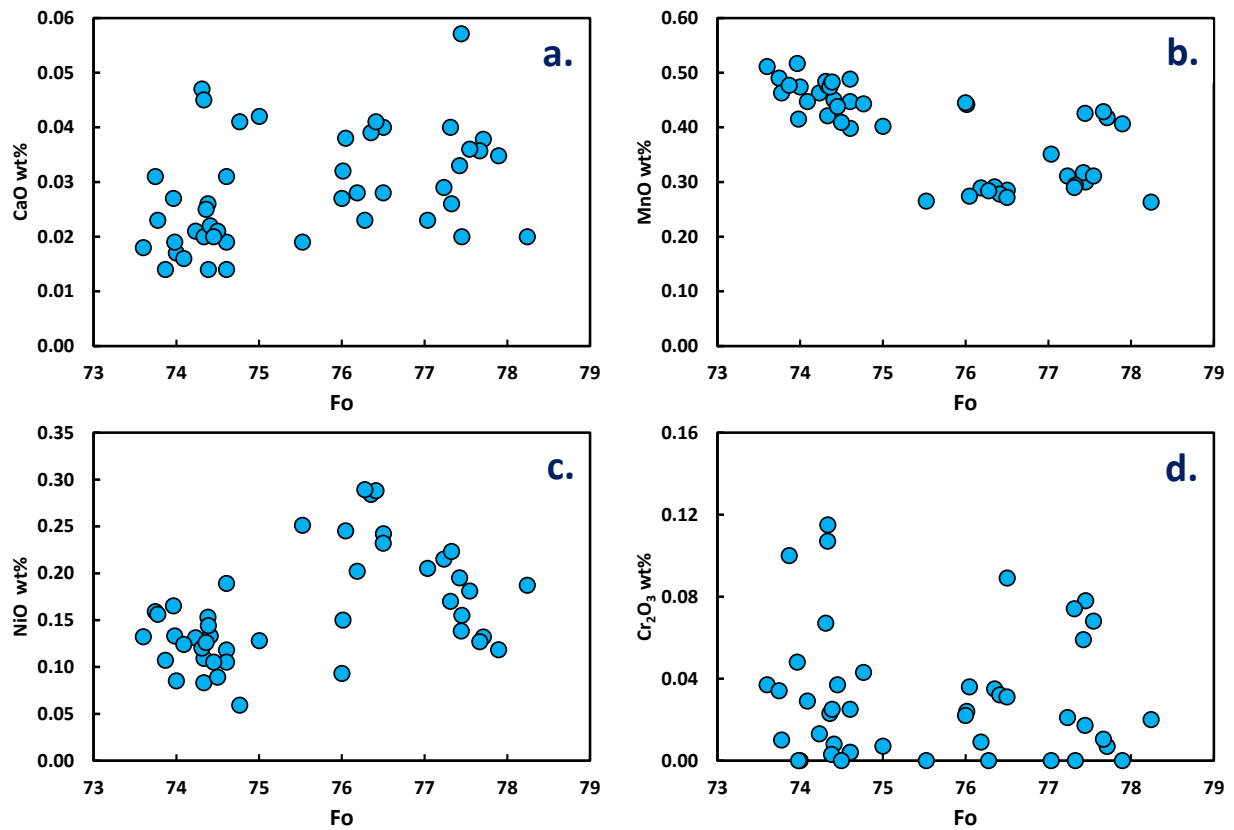 a.
CaO wt%
0.06
0.05
0.04
0.03
0.02
0.01
0.00
73 74 75 76 77 78 79
Fo
b.
MnO wt%
0.60
0.50
0.40
0.30
0.20
0.10
0.00
73 74 75 76 77 78 79
Fo
c.
NiO wt%
0.35
0.30
0.25
0.20
0.15
0.10
0.05
0.00
73 74 75 76 77 78 79
Fo
d.
Cr₂O₃ wt%
0.16
0.12
0.08
0.04
0.00
73 74 75 76 77 78 79
Fo